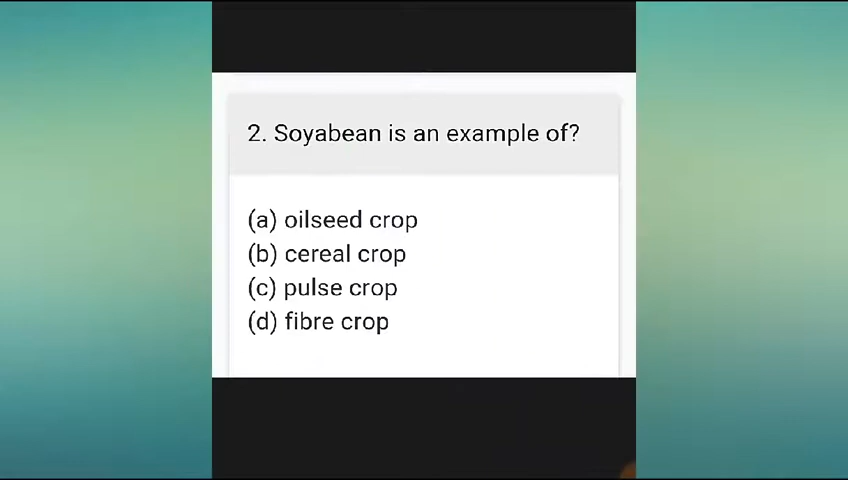 2. Soyabean is an example of?
(a) oilseed crop
(b) cereal crop
(c) pulse crop
(d) fibre crop